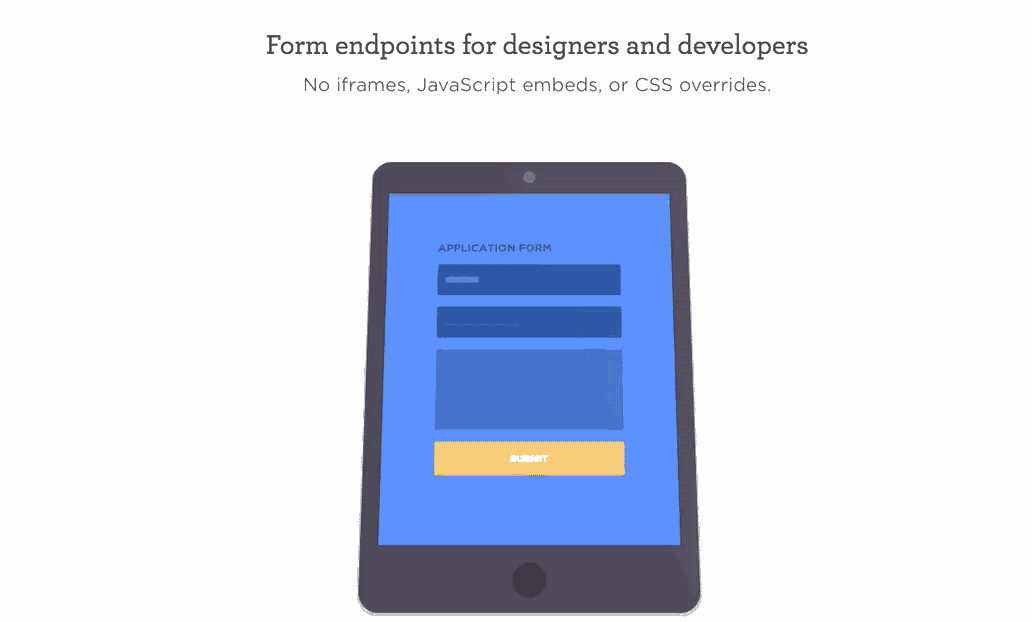 Form endpoints for designers and developers
No iframes, JavaScript embeds, or CSS overrides.
APPLICATION FORM
SUBMIT